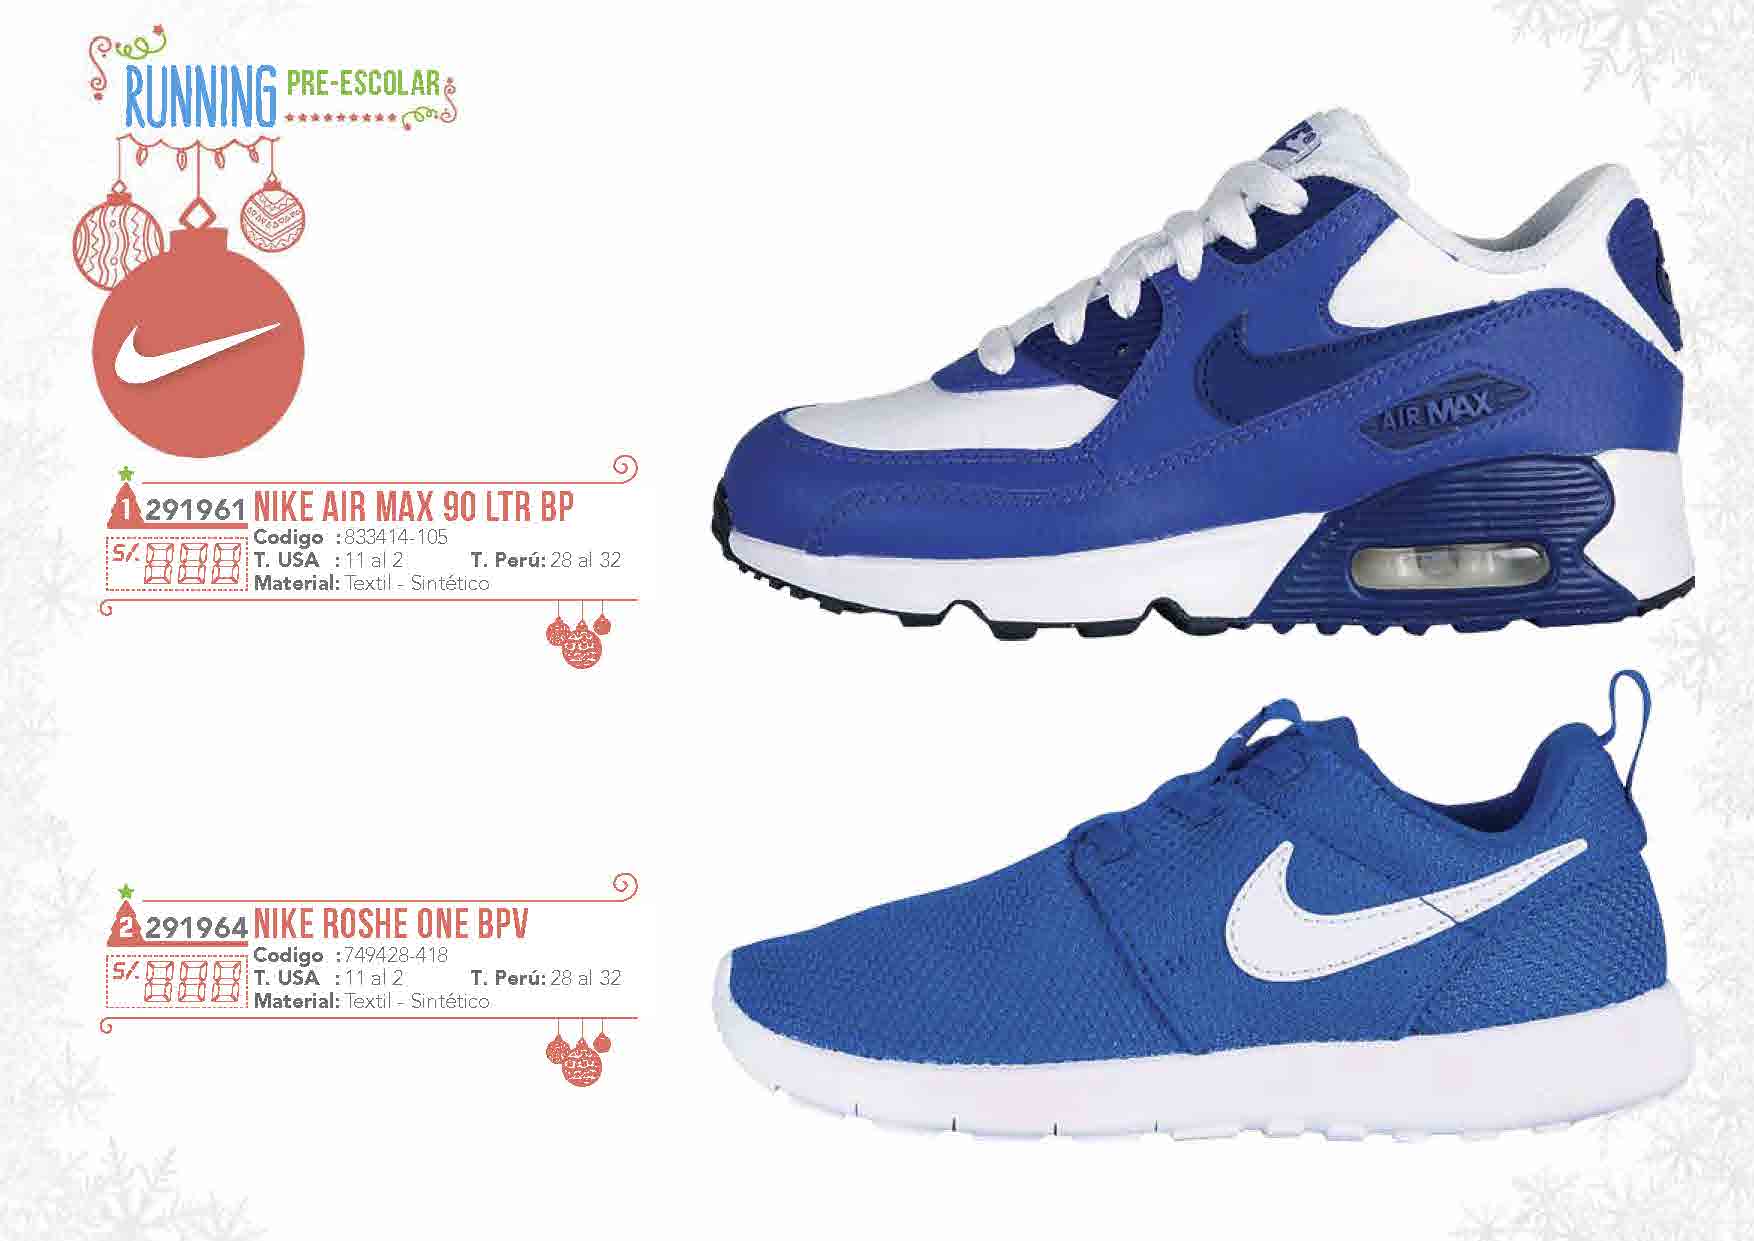 RUNNING PRE-ESCOLAR
1 291961 NIKE AIR MAX 90 LTR BP
Codigo : 833414-105
S/. 888
T. USA : 11 al 2 T. Perú: 28 al 32
Material: Textil - Sintético
AIR MAX
2 291964 NIKE ROSHE ONE BPV
Codigo : 749428-418
S/. 888
T. USA : 11 al 2 T. Perú: 28 al 32
Material: Textil - Sintético